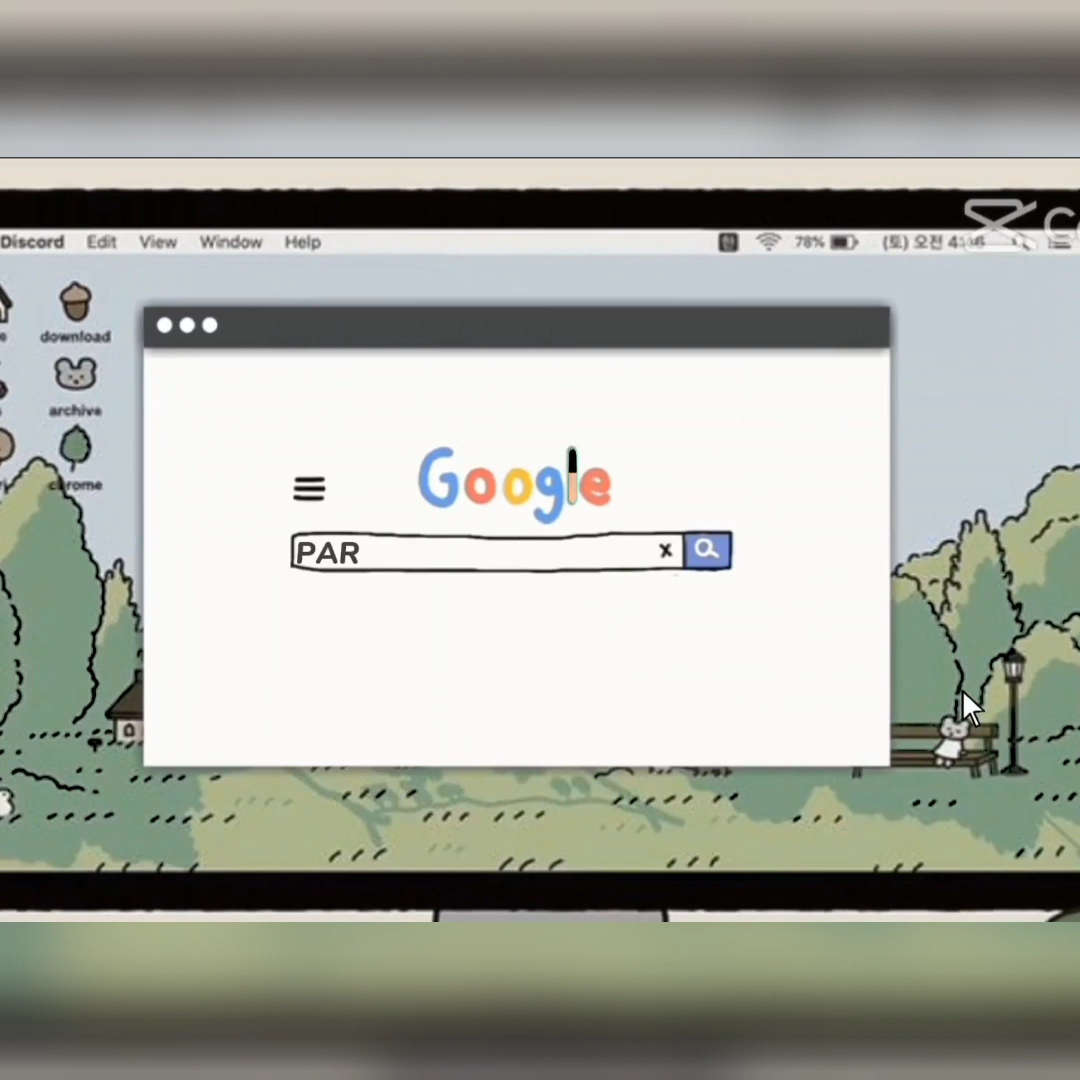 Discord Edit View Window Help 78% (토) 오전
download
archive
chrome
Google
PAR x